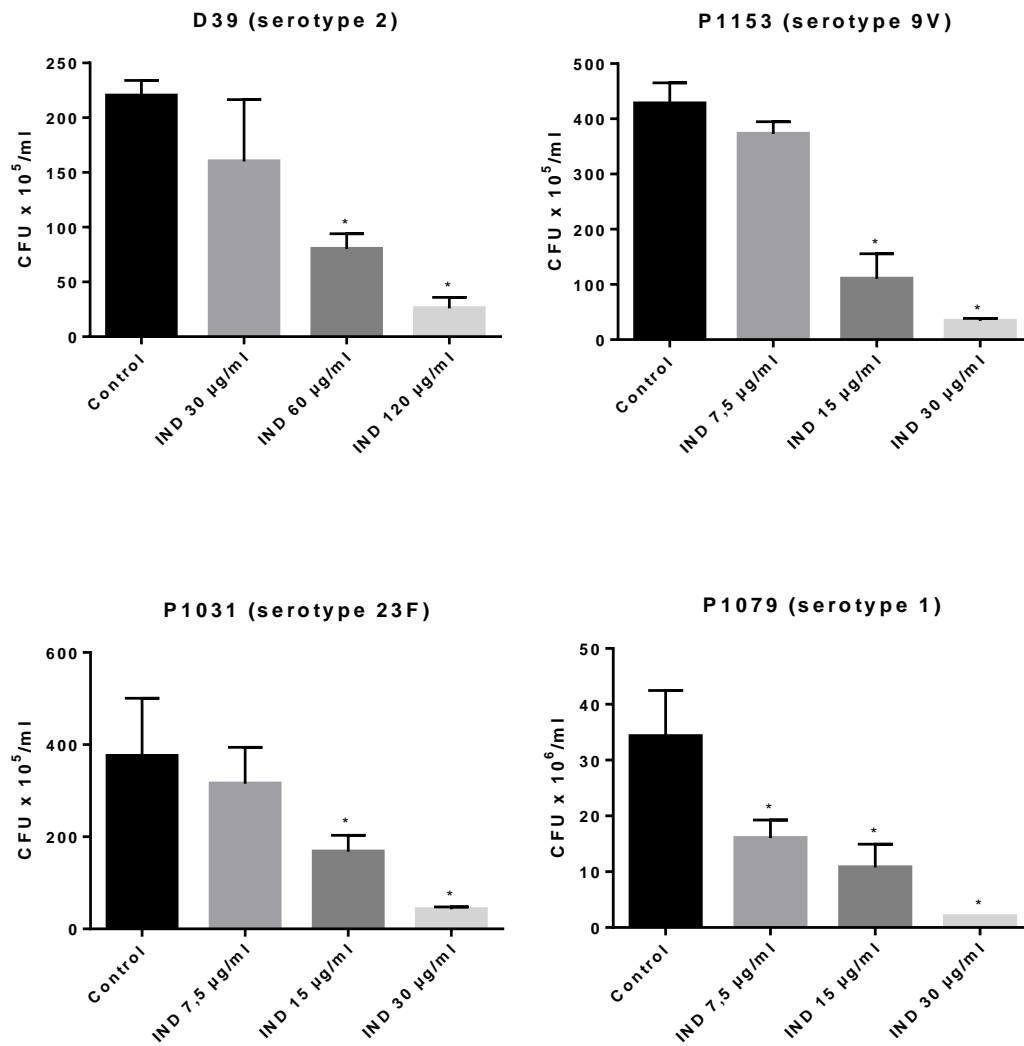 D39 (serotype 2)
CFU x 10⁵/ml
250
200
150
100
50
0
*
*
Control
IND 30 µg/ml
IND 60 µg/ml
IND 120 µg/ml
P1153 (serotype 9V)
CFU x 10⁵/ml
500
400
300
200
100
0
*
*
Control
IND 7,5 µg/ml
IND 15 µg/ml
IND 30 µg/ml
P1031 (serotype 23F)
CFU x 10⁵/ml
600
400
200
0
*
*
Control
IND 7,5 µg/ml
IND 15 µg/ml
IND 30 µg/ml
P1079 (serotype 1)
CFU x 10⁶/ml
50
40
30
20
10
0
*
*
*
Control
IND 7,5 µg/ml
IND 15 µg/ml
IND 30 µg/ml